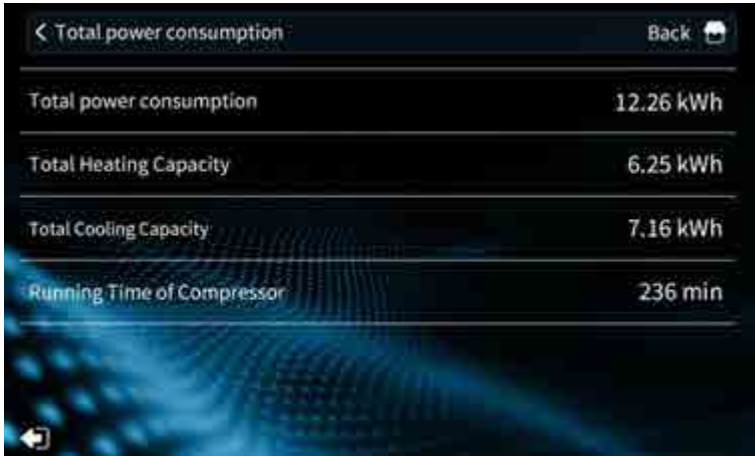 < Total power consumption Back
Total power consumption 12.26 kWh
Total Heating Capacity 6.25 kWh
Total Cooling Capacity 7.16 kWh
Running Time of Compressor 236 min